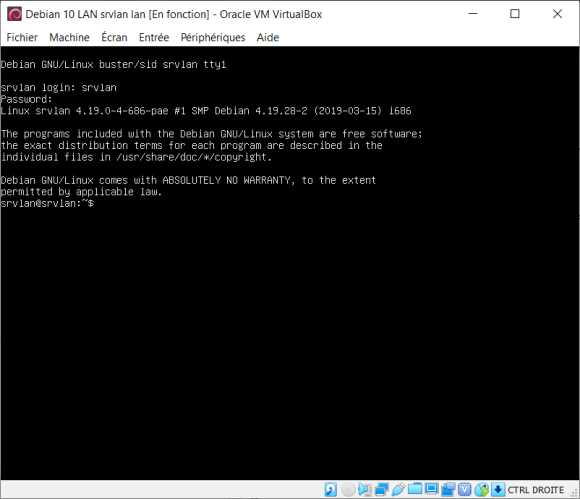 Debian 10 LAN srvlan lan [En fonction] - Oracle VM VirtualBox
Fichier Machine Écran Entrée Périphériques Aide
Debian GNU/Linux buster/sid srvlan tty1
srvlan login: srvlan
Password:
Linux srvlan 4.19.0-4-686-pae #1 SMP Debian 4.19.28-2 (2019-03-15) i686
The programs included with the Debian GNU/Linux system are free software;
the exact distribution terms for each program are described in the
individual files in /usr/share/doc/*/copyright.
Debian GNU/Linux comes with ABSOLUTELY NO WARRANTY, to the extent
permitted by applicable law.
srvlan@srvlan:~$
CTRL DROITE